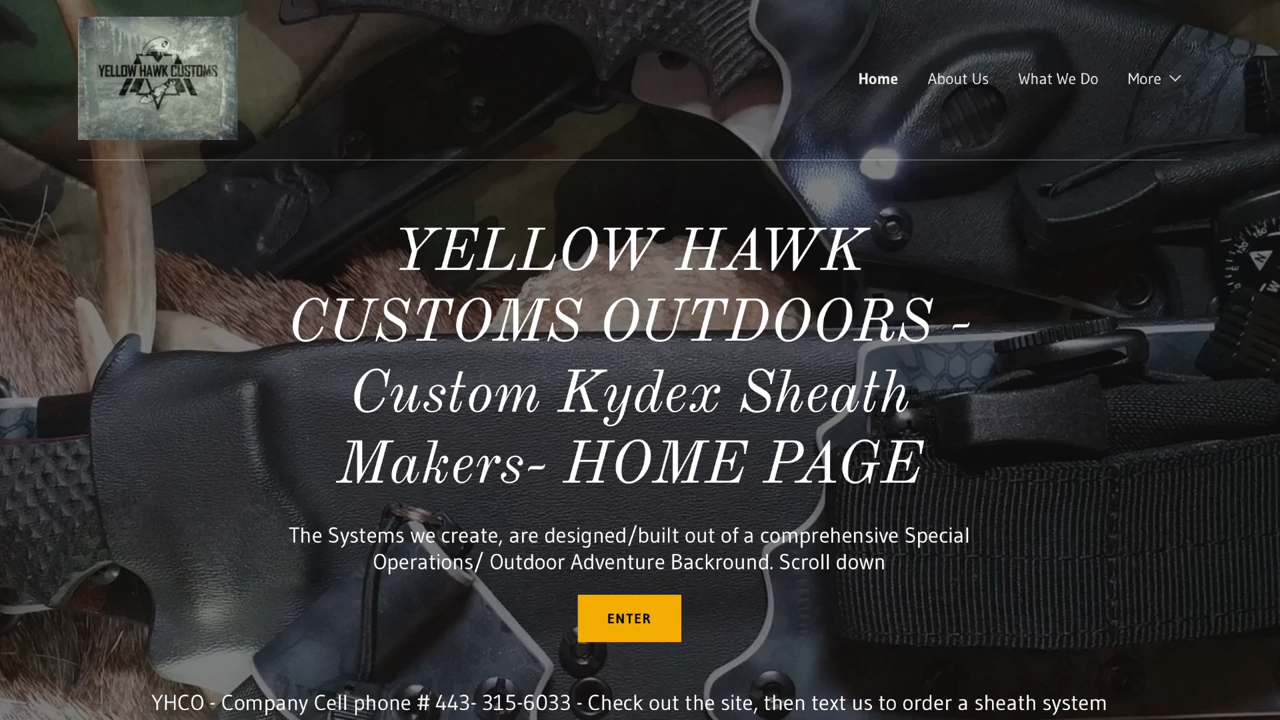 YELLOW HAWK CUSTOMS
Home
About Us
What We Do
More
YELLOW HAWK
CUSTOMS OUTDOORS -
Custom Kydex Sheath
Makers- HOME PAGE
The Systems we create, are designed/built out of a comprehensive Special
Operations/ Outdoor Adventure Backround. Scroll down
ENTER
YHCO - Company Cell phone # 443- 315-6033 - Check out the site, then text us to order a sheath system